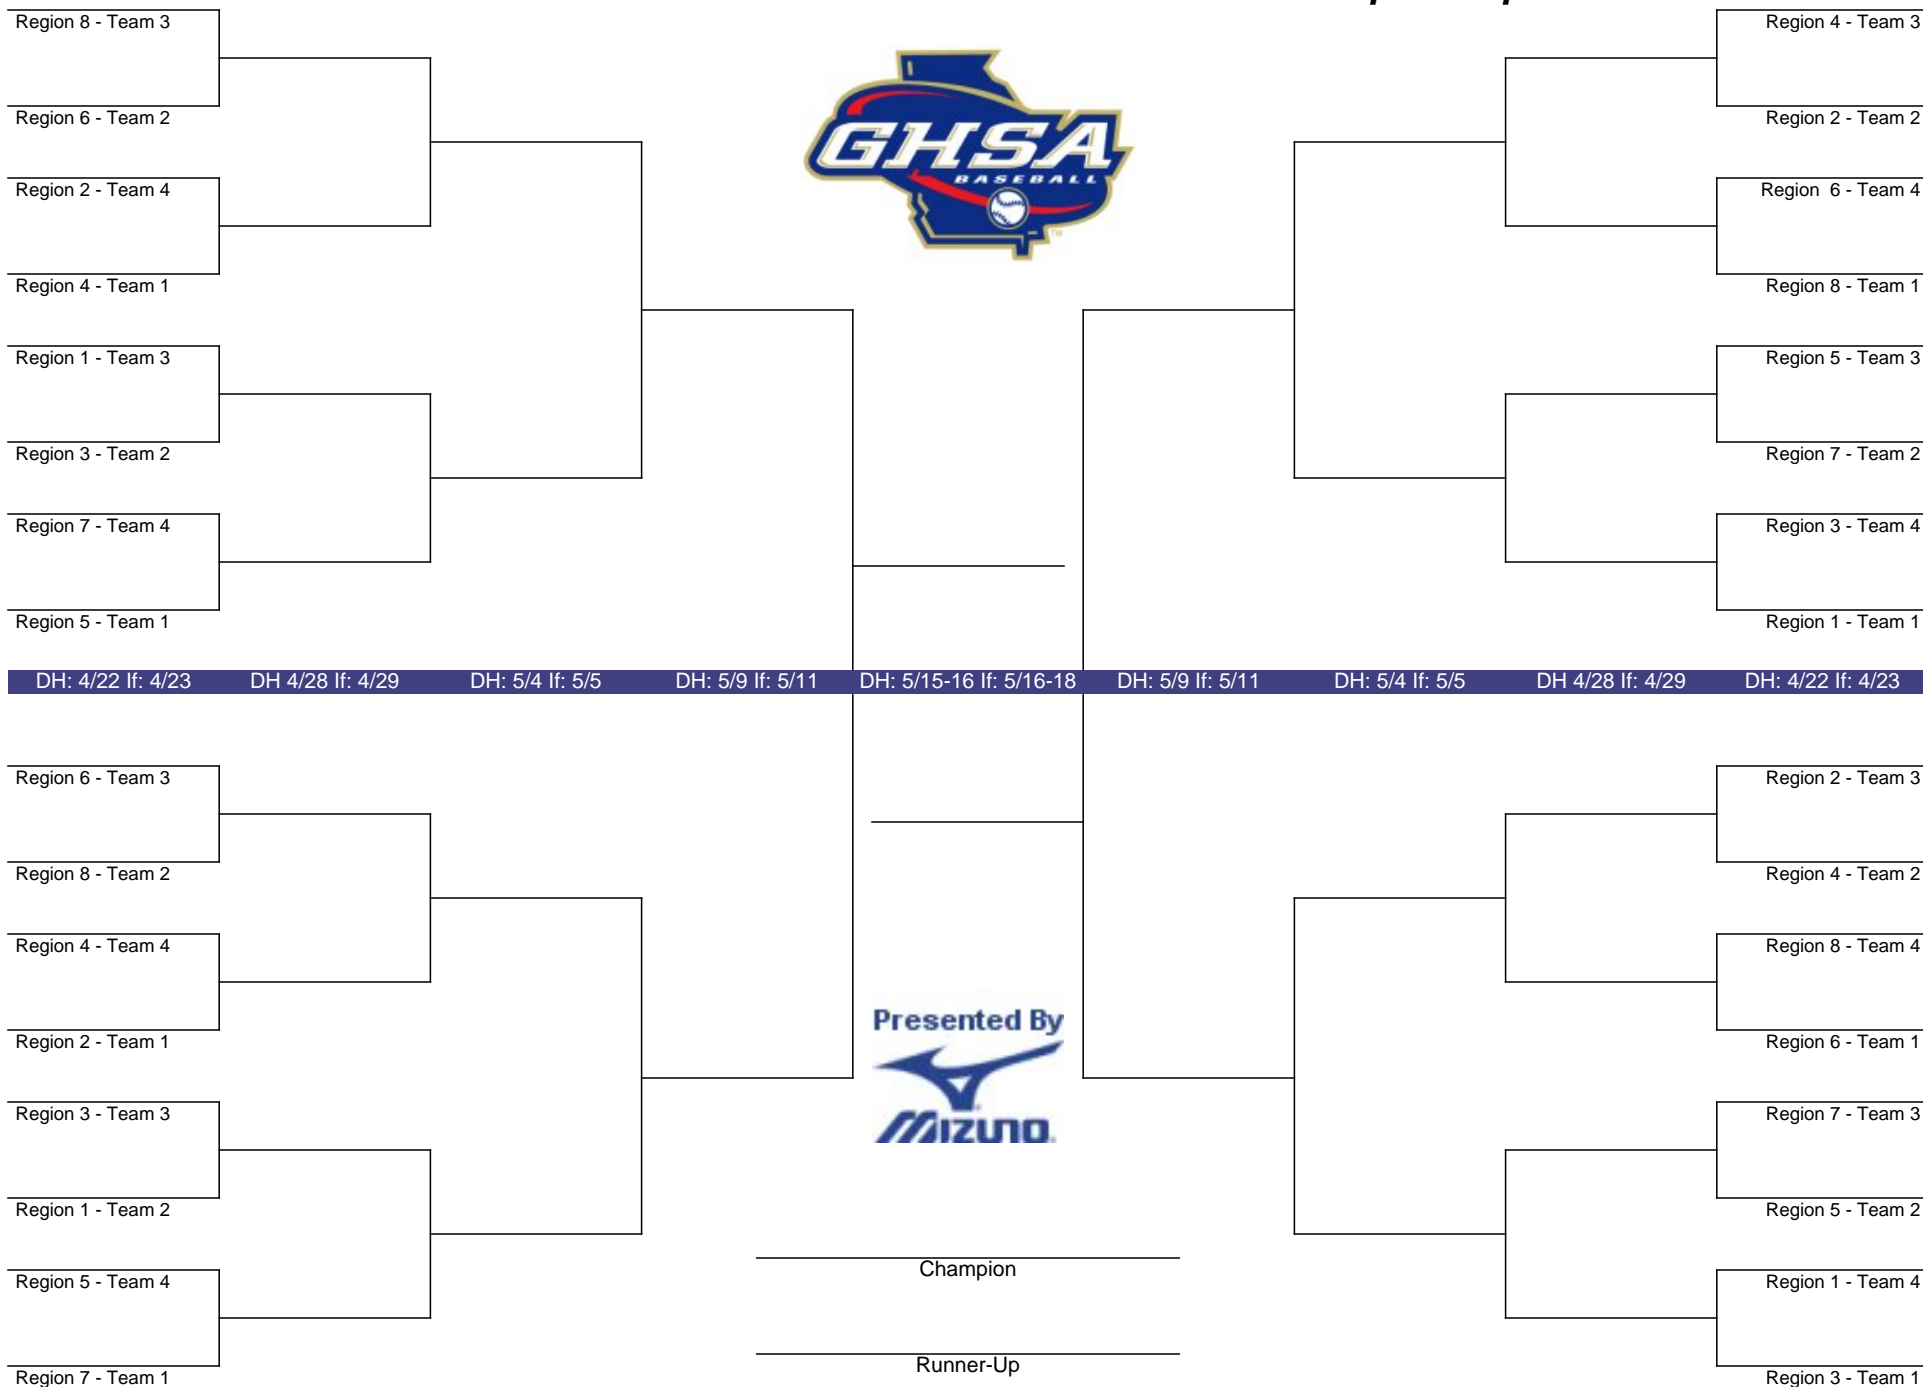 Region 8 - Team 3
Region 6 - Team 2
Region 2 - Team 4
Region 4 - Team 1
Region 1 - Team 3
Region 3 - Team 2
Region 7 - Team 4
Region 5 - Team 1
GHSA
BASEBALL
TM
Region 4 - Team 3
Region 2 - Team 2
Region  6 - Team 4
Region 8 - Team 1
Region 5 - Team 3
Region 7 - Team 2
Region 3 - Team 4
Region 1 - Team 1
DH: 4/22 If: 4/23 DH 4/28 If: 4/29 DH: 5/4 If: 5/5 DH: 5/9 If: 5/11 DH: 5/15-16 If: 5/16-18 DH: 5/9 If: 5/11 DH: 5/4 If: 5/5 DH 4/28 If: 4/29 DH: 4/22 If: 4/23
Region 6 - Team 3
Region 8 - Team 2
Region 4 - Team 4
Region 2 - Team 1
Region 3 - Team 3
Region 1 - Team 2
Region 5 - Team 4
Region 7 - Team 1
Presented By
MIZUNO
Champion
Runner-Up
Region 2 - Team 3
Region 4 - Team 2
Region 8 - Team 4
Region 6 - Team 1
Region 7 - Team 3
Region 5 - Team 2
Region 1 - Team 4
Region 3 - Team 1